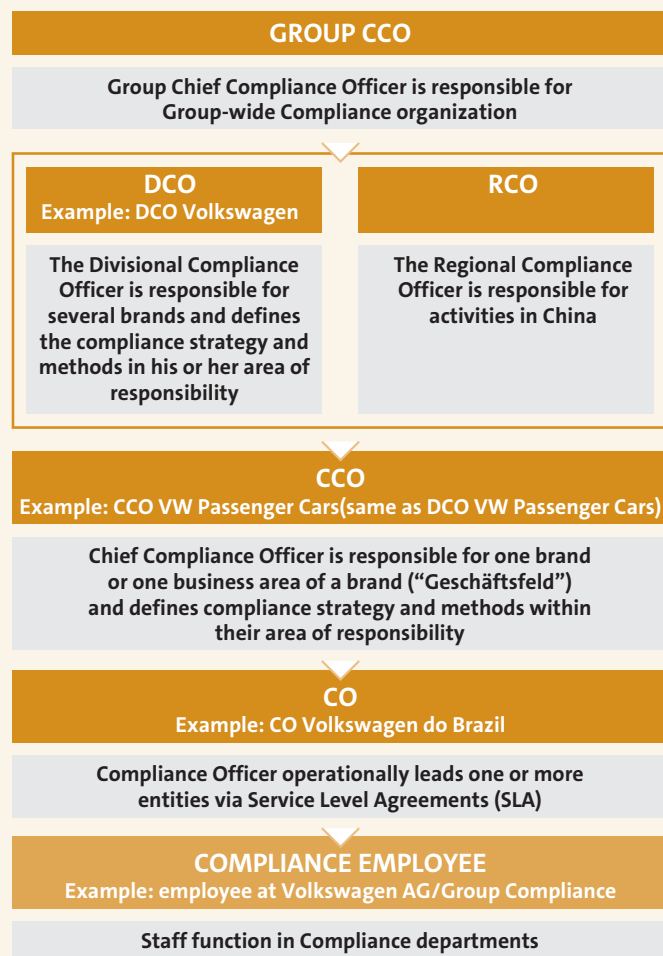 GROUP CCO
Group Chief Compliance Officer is responsible for
Group-wide Compliance organization
DCO
Example: DCO Volkswagen
The Divisional Compliance
Officer is responsible for
several brands and defines
the compliance strategy and
methods in his or her area of
responsibility
RCO
The Regional Compliance
Officer is responsible for
activities in China
CCO
Example: CCO VW Passenger Cars(same as DCO VW Passenger Cars)
Chief Compliance Officer is responsible for one brand
or one business area of a brand (“Geschäftsfeld”)
and defines compliance strategy and methods within
their area of responsibility
CO
Example: CO Volkswagen do Brazil
Compliance Officer operationally leads one or more
entities via Service Level Agreements (SLA)
COMPLIANCE EMPLOYEE
Example: employee at Volkswagen AG/Group Compliance
Staff function in Compliance departments